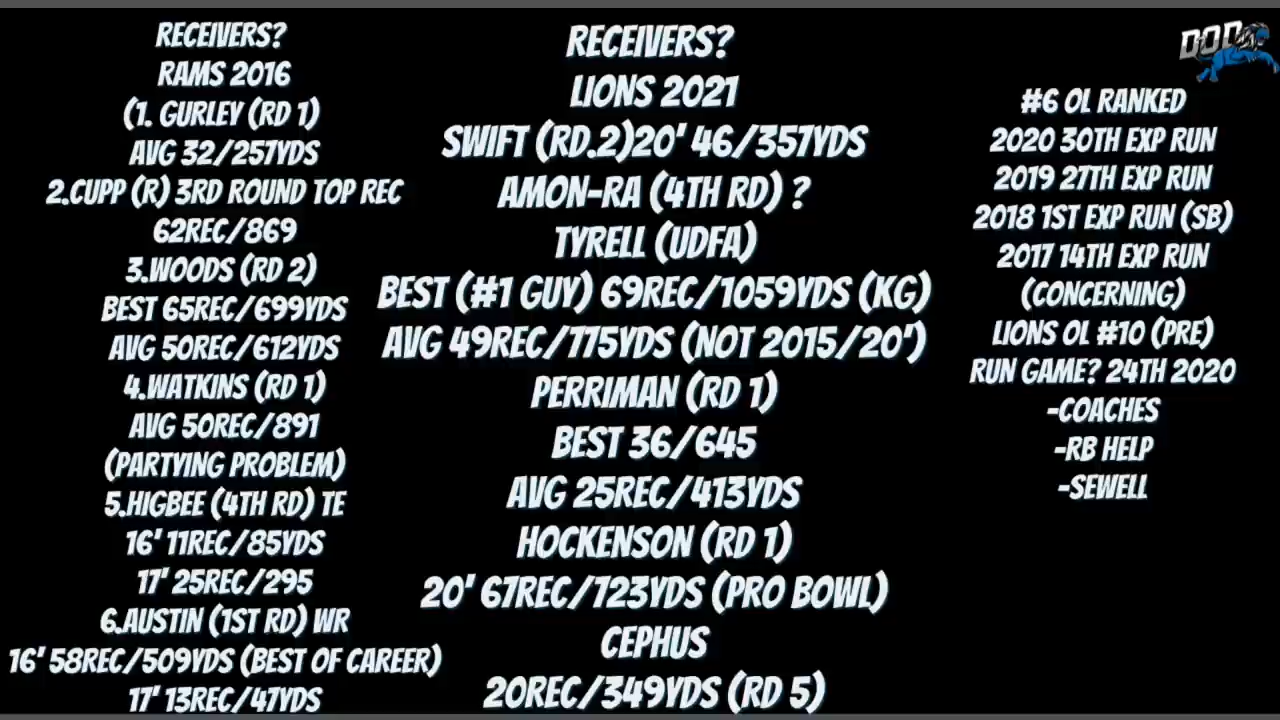 RECEIVERS?
RAMS 2016
(1. GURLEY (RD 1)
AVG 32/257YDS
2.CUPP (R) 3RD ROUND TOP REC
62REC/869
3.WOODS (RD 2)
BEST 65REC/699YDS
AVG 50REC/612YDS
4.WATKINS (RD 1)
AVG 50REC/891
(PARTYING PROBLEM)
5.HIGBEE (4TH RD) TE
16' 11REC/85YDS
17' 25REC/295
6.AUSTIN (1ST RD) WR
16' 58REC/509YDS (BEST OF CAREER)
17' 13REC/47YDS
RECEIVERS?
LIONS 2021
SWIFT (RD.2)20' 46/357YDS
AMON-RA (4TH RD) ?
TYRELL (UDFA)
BEST (#1 GUY) 69REC/1059YDS (KG)
AVG 49REC/775YDS (NOT 2015/20')
PERRIMAN (RD 1)
BEST 36/645
AVG 25REC/413YDS
HOCKENSON (RD 1)
20' 67REC/723YDS (PRO BOWL)
CEPHUS
20REC/349YDS (RD 5)
DOD
#6 OL RANKED
2020 30TH EXP RUN
2019 27TH EXP RUN
2018 1ST EXP RUN (SB)
2017 14TH EXP RUN
(CONCERNING)
LIONS OL #10 (PRE)
RUN GAME? 24TH 2020
-COACHES
-RB HELP
-SEWELL